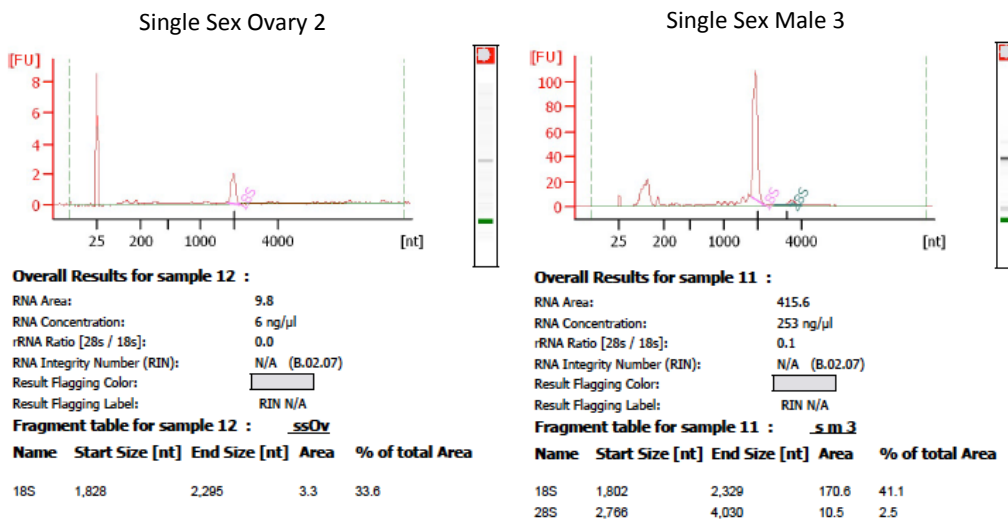 Single Sex Ovary 2
[FU]
8
6
4
2
0
18S
25 200 1000 4000 [nt]
Overall Results for sample 12 :
RNA Area: 9.8
RNA Concentration: 6 ng/µl
rRNA Ratio [28s / 18s]: 0.0
RNA Integrity Number (RIN): N/A (B.02.07)
Result Flagging Color:
Result Flagging Label: RIN N/A
Fragment table for sample 12 : ssOv
Name Start Size [nt] End Size [nt] Area % of total Area
18S 1,828 2,295 3.3 33.6
Single Sex Male 3
[FU]
100
80
60
40
20
0
18S
28S
25 200 1000 4000 [nt]
Overall Results for sample 11 :
RNA Area: 415.6
RNA Concentration: 253 ng/µl
rRNA Ratio [28s / 18s]: 0.1
RNA Integrity Number (RIN): N/A (B.02.07)
Result Flagging Color:
Result Flagging Label: RIN N/A
Fragment table for sample 11 : s m 3
Name Start Size [nt] End Size [nt] Area % of total Area
18S 1,802 2,329 170.6 41.1
28S 2,766 4,030 10.5 2.5